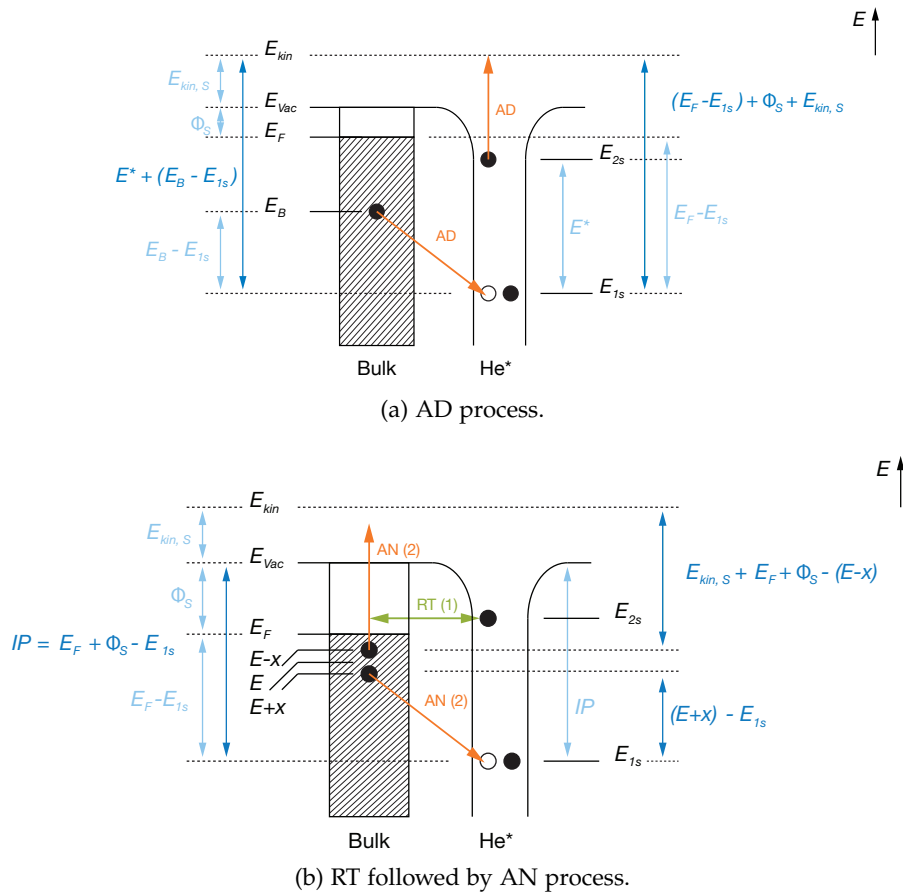 E
E_kin
E_kin, S
E_Vac
(E_F - E_1s) + Φ_S + E_kin, S
AD
Φ_S
E_F
E_2s
E* + (E_B - E_1s)
E_B
E*
E_F - E_1s
AD
E_B - E_1s
E_1s
Bulk
He*
(a) AD process.
E
E_kin
E_kin, S
AN (2)
E_Vac
E_kin, S + E_F + Φ_S - (E-x)
Φ_S
RT (1)
E_2s
E_F
IP = E_F + Φ_S - E_1s
E-x
E
E+x
E_F - E_1s
AN (2)
IP
(E+x) - E_1s
E_1s
Bulk
He*
(b) RT followed by AN process.